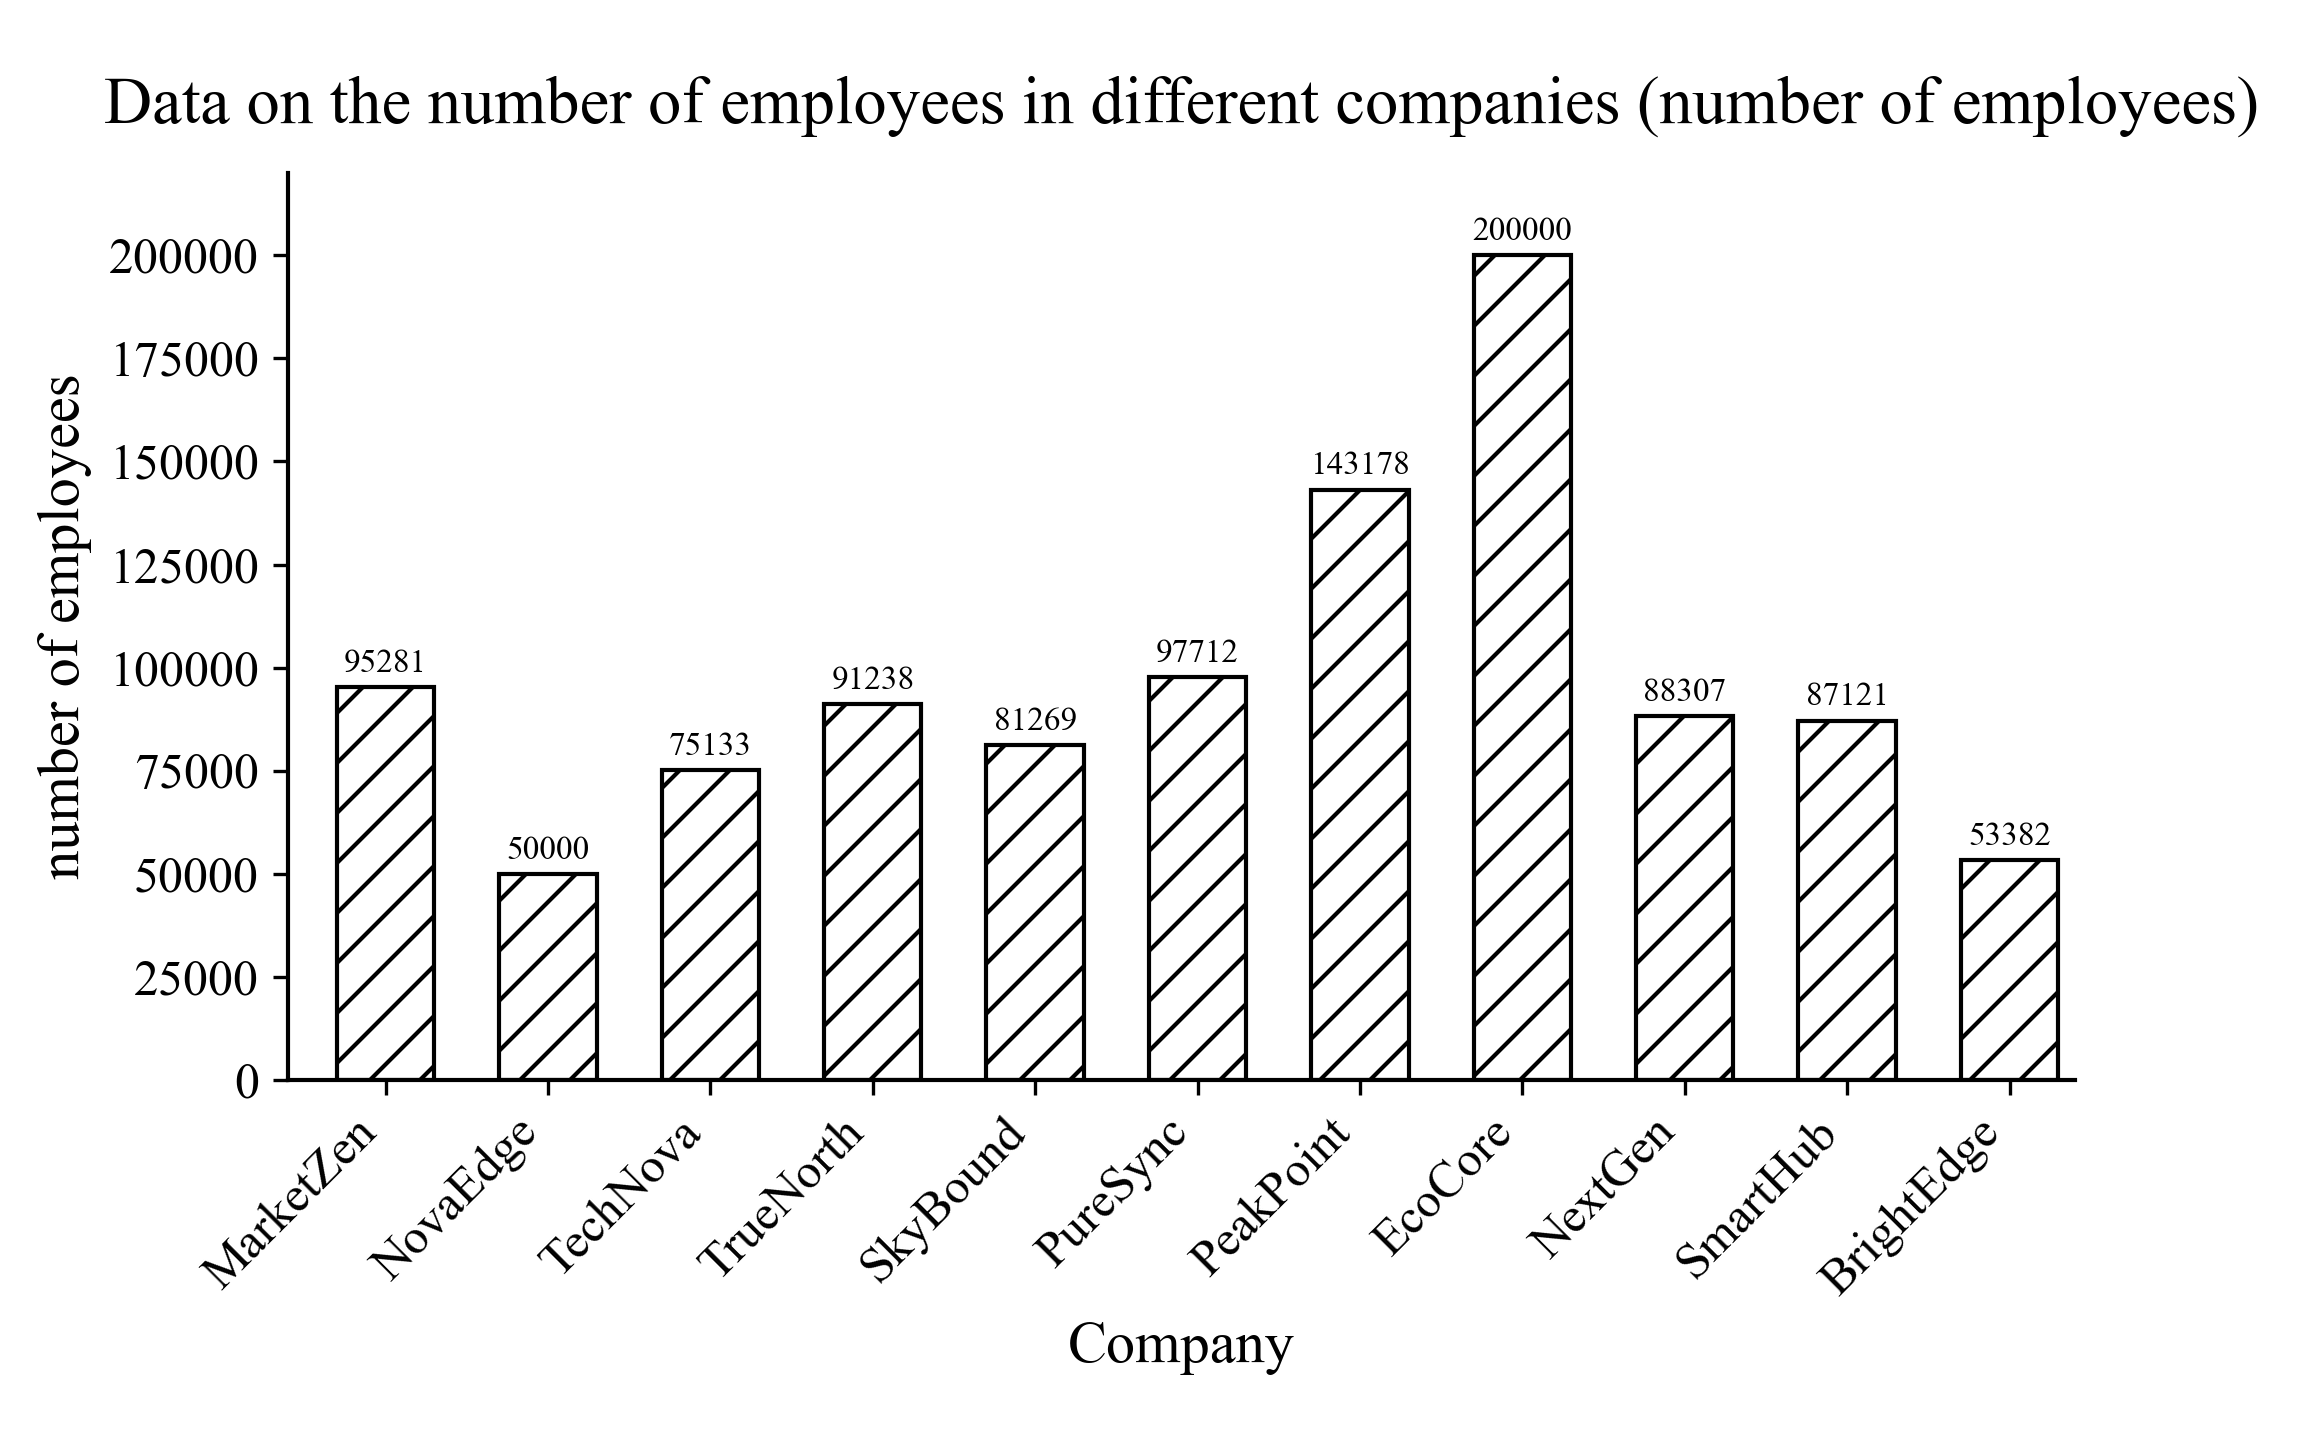 Data on the number of employees in different companies (number of employees)
number of employees
200000
175000
150000
125000
100000
75000
50000
25000
0
95281
50000
75133
91238
81269
97712
143178
200000
88307
87121
53382
MarketZen
NovaEdge
TechNova
TrueNorth
SkyBound
PureSync
PeakPoint
EcoCore
NextGen
SmartHub
BrightEdge
Company